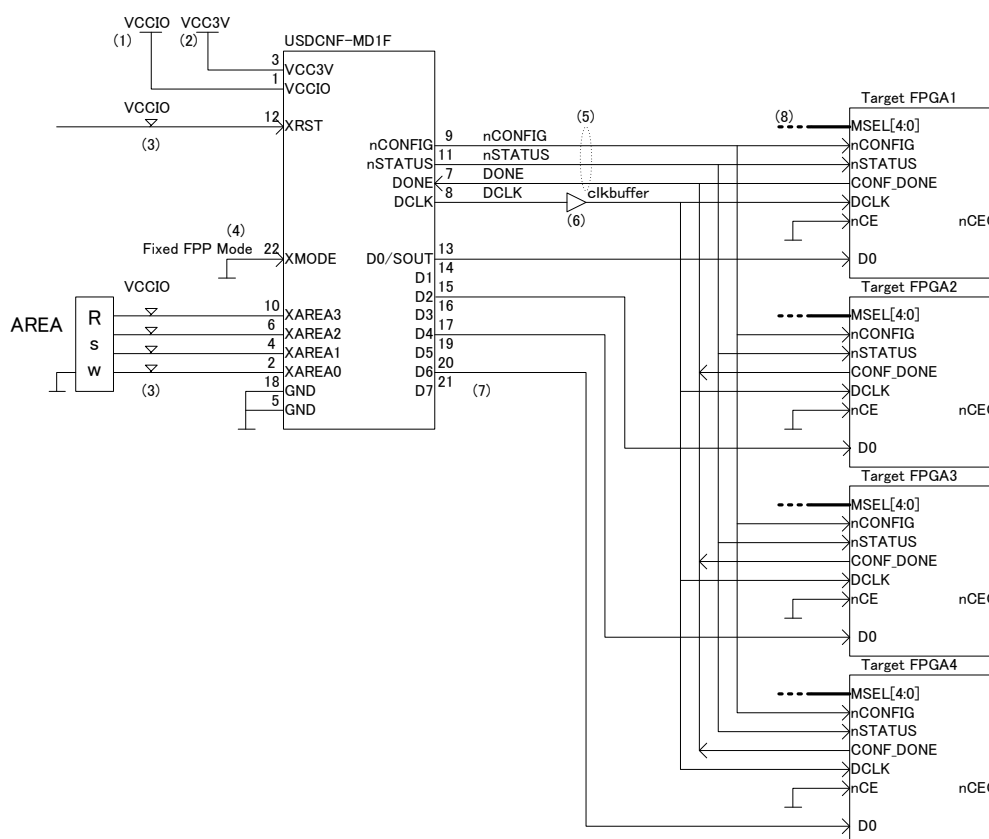 VCCIO VCC3V
(1) (2)
USDCNF-MD1F
3 VCC3V
1 VCCIO
VCCIO
12 XRST
(3)
nCONFIG 9 nCONFIG
nSTATUS 11 nSTATUS
DONE 7 DONE
DCLK 8 DCLK
(5)
clkbuffer
(6)
(4)
Fixed FPP Mode 22 XMODE
D0/SOUT 13
D1 14
D2 15
D3 16
D4 17
D5 19
D6 20
D7 21
(7)
VCCIO
AREA
R
s
w
10 XAREA3
6 XAREA2
4 XAREA1
2 XAREA0
(3)
18 GND
5 GND
(8)
Target FPGA1
MSEL[4:0]
nCONFIG
nSTATUS
CONF_DONE
DCLK
nCE nCEO
D0
Target FPGA2
MSEL[4:0]
nCONFIG
nSTATUS
CONF_DONE
DCLK
nCE nCEO
D0
Target FPGA3
MSEL[4:0]
nCONFIG
nSTATUS
CONF_DONE
DCLK
nCE nCEO
D0
Target FPGA4
MSEL[4:0]
nCONFIG
nSTATUS
CONF_DONE
DCLK
nCE nCEO
D0